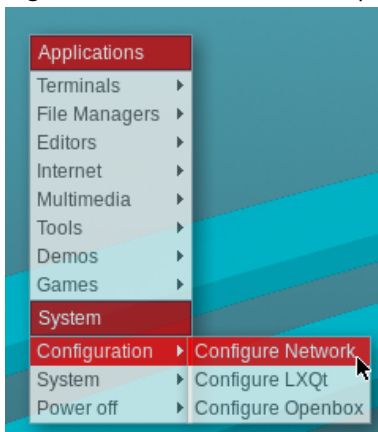 Applications
Terminals
File Managers
Editors
Internet
Multimedia
Tools
Demos
Games
System
Configuration
Configure Network
System
Configure LXQt
Power off
Configure Openbox